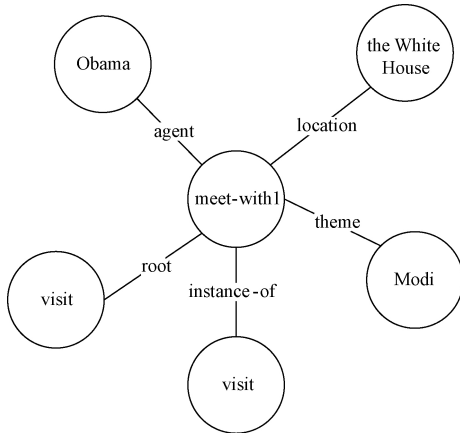 the White
House
Obama
agent
location
meet-with1
theme
root
instance-of
Modi
visit
visit